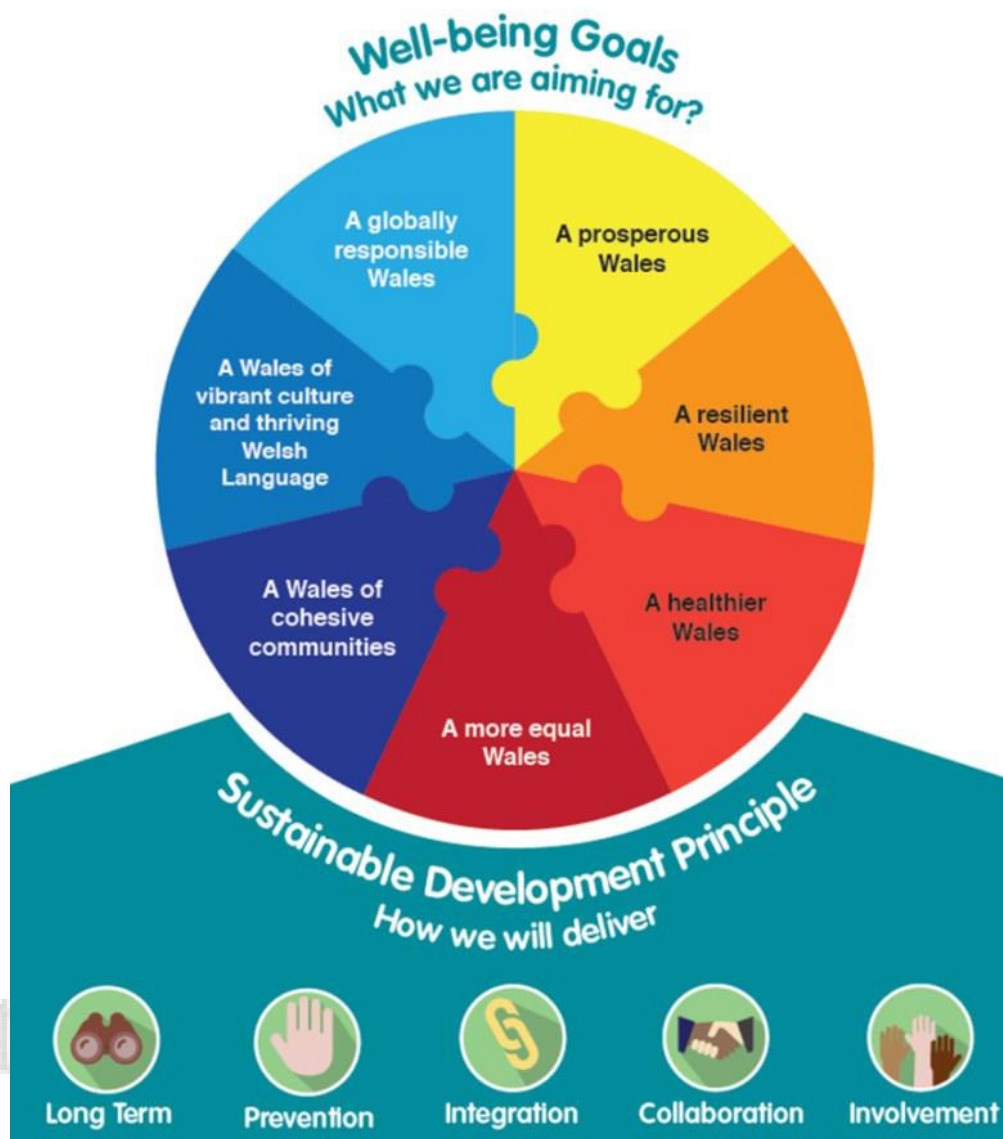 Well-being Goals
What we are aiming for?
A globally
responsible
Wales
A prosperous
Wales
A resilient
Wales
A healthier
Wales
A more equal
Wales
A Wales of
cohesive
communities
A Wales of
vibrant culture
and thriving
Welsh
Language
Sustainable Development Principle
How we will deliver
Long Term
Prevention
Integration
Collaboration
Involvement